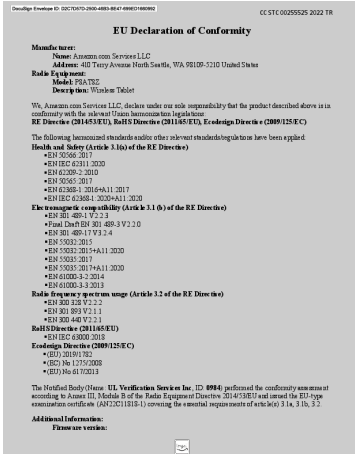 DocuSign Envelope ID: D2C7D57D-2500-46B3-BE47-699ED1660892
CC STC 00255525 2022 TR
EU Declaration of Conformity
Manufacturer:
Name: Amazon.com Services LLC
Address: 410 Terry Avenue North Seattle, WA 98109-5210 United States
Radio Equipment:
Model: P8AT8Z
Description: Wireless Tablet
We, Amazon.com Services LLC, declare under our sole responsibility that the product described above is in
conformity with the relevant Union harmonization legislations:
RE Directive (2014/53/EU), RoHS Directive (2011/65/EU), Ecodesign Directive (2009/125/EC)
The following harmonized standards and/or other relevant standards/regulations have been applied:
Health and Safety (Article 3.1(a) of the RE Directive)
• EN 50566:2017
• EN IEC 62311:2020
• EN 62209-2:2010
• EN 50565:2017
• EN 62368-1:2016+A11:2017
• EN IEC 62368-1:2020+A11:2020
Electromagnetic compatibility (Article 3.1 (b) of the RE Directive)
• EN 301 489-1 V2.2.3
• Final Draft EN 301 489-3 V2.2.0
• EN 301 489-17 V3.2.4
• EN 55032:2015
• EN 55032:2015+A11:2020
• EN 55035:2017
• EN 55035:2017+A11:2020
• EN 61000-3-2:2014
• EN 61000-3-3:2013
Radio frequency spectrum usage (Article 3.2 of the RE Directive)
• EN 300 328 V2.2.2
• EN 301 893 V2.1.1
• EN 300 440 V2.2.1
RoHS Directive (2011/65/EU)
• EN IEC 63000:2018
Ecodesign Directive (2009/125/EC)
• (EU) 2019/1782
• (EC) No 1275/2008
• (EU) No 617/2013
The Notified Body (Name: UL Verification Services Inc, ID: 0984) performed the conformity assessment
according to Annex III, Module B of the Radio Equipment Directive 2014/53/EU and issued the EU-type
examination certificate (AN22C11818-1) covering the essential requirements of article(s) 3.1a, 3.1b, 3.2.
Additional Information:
Firmware version: